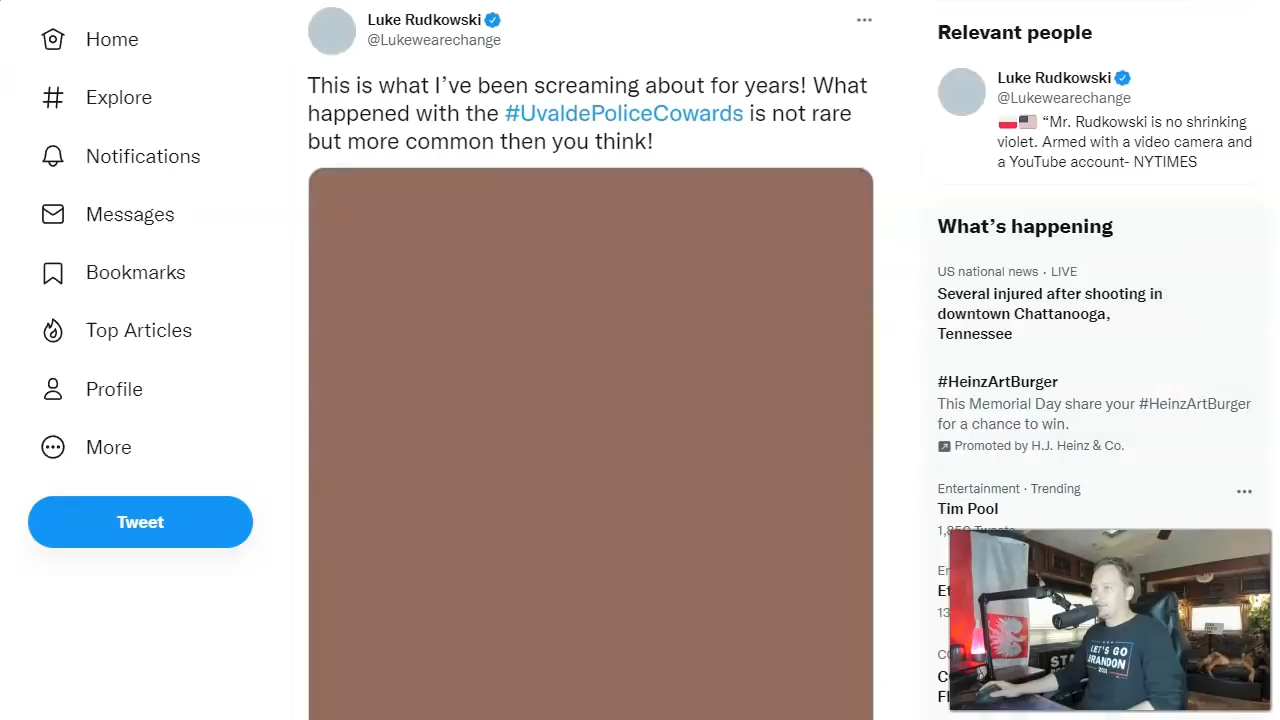 Home
Explore
Notifications
Messages
Bookmarks
Top Articles
Profile
More
Tweet
Luke Rudkowski
@Lukewearechange
This is what I’ve been screaming about for years! What
happened with the #UvaldePoliceCowards is not rare
but more common then you think!
Relevant people
Luke Rudkowski
@Lukewearechange
“Mr. Rudkowski is no shrinking
violet. Armed with a video camera and
a YouTube account- NYTIMES
What’s happening
US national news · LIVE
Several injured after shooting in
downtown Chattanooga,
Tennessee
#HeinzArtBurger
This Memorial Day share your #HeinzArtBurger
for a chance to win.
Promoted by H.J. Heinz & Co.
Entertainment · Trending
Tim Pool
LET'S GO
BRANDON